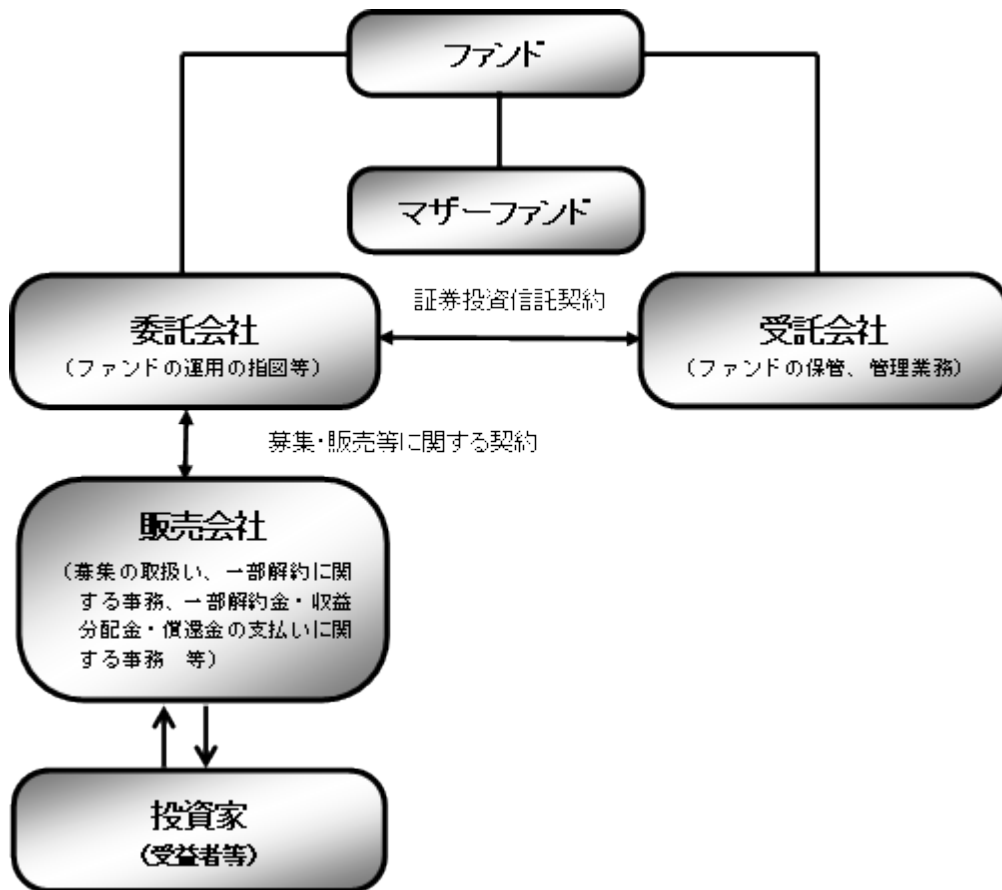 ファンド
マザーファンド
証券投資信託契約
委託会社
(ファンドの運用の指図等)
受託会社
(ファンドの保管、管理業務)
募集・販売等に関する契約
販売会社
(募集の取扱い、一部解約に関
する事務、一部解約金・収益
分配金・償還金の支払いに関
する事務　等)
投資家
(受益者等)